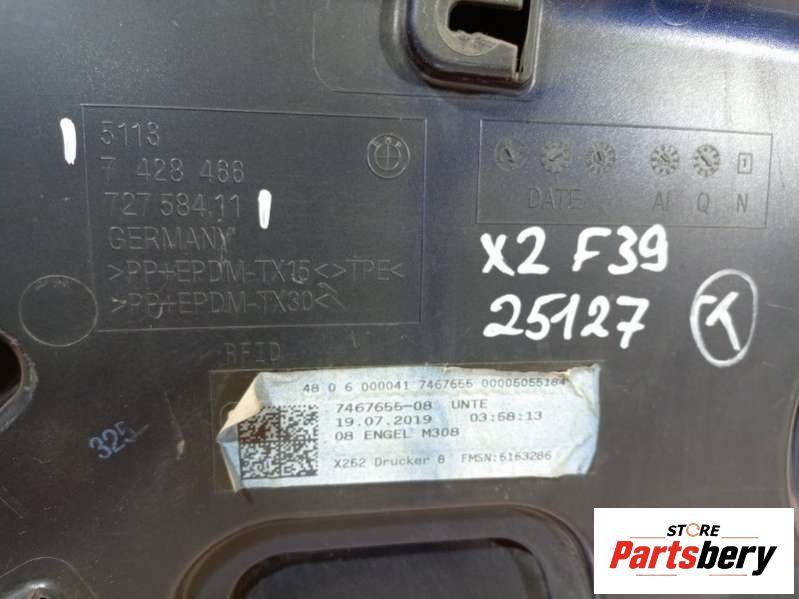 5113
7 428 466
727 584.11
GERMANY
>PP+EPDM-TX15<>TPE<
>PP+EPDM-TX30<
DATE AI Q N
1
X2 F39
25127
T
RFID
48 0 6 000041 7467655 00005055184
7467655-08 UNTE
19.07.2019 03:58:13
08 ENGEL M308
X262 Drucker 8 FMSN:6163286
325
STORE
Partsbery